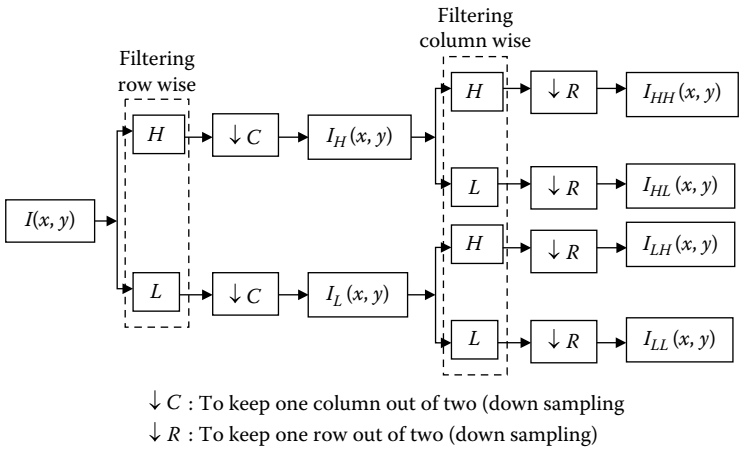 Filtering
column wise
Filtering
row wise
H
↓ R
I_HH (x, y)
H
↓ C
I_H (x, y)
L
↓ R
I_HL (x, y)
I(x, y)
H
↓ R
I_LH (x, y)
L
↓ C
I_L (x, y)
L
↓ R
I_LL (x, y)
↓ C : To keep one column out of two (down sampling
↓ R : To keep one row out of two (down sampling)